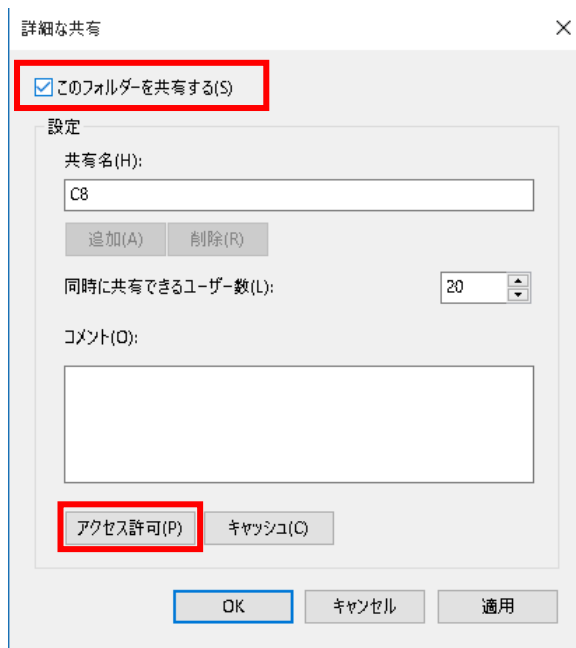 詳細な共有
このフォルダーを共有する(S)
設定
共有名(H):
C8
追加(A) 削除(R)
同時に共有できるユーザー数(L): 20
コメント(O):
アクセス許可(P) キャッシュ(C)
OK キャンセル 適用